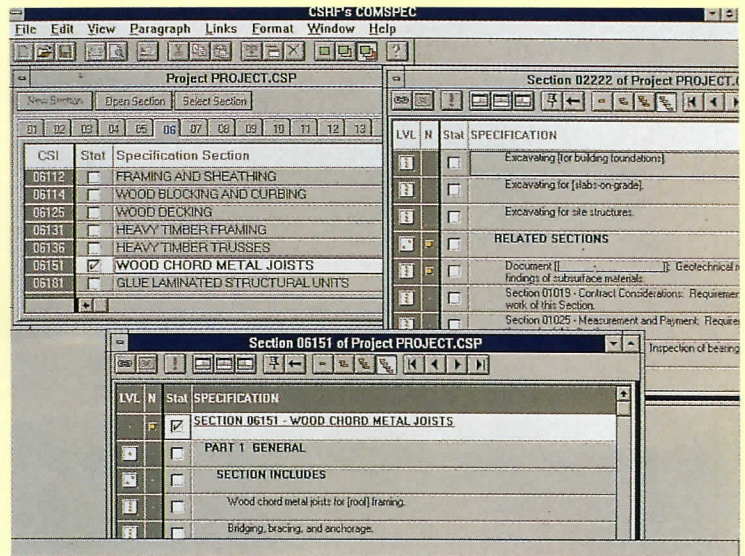 CSRF's COMSPEC
File Edit View Paragraph Links Format Window Help
Project PROJECT.CSP
New Section Open Section Select Section
01 02 03 04 05 06 07 08 09 10 11 12 13
CSI Stat Specification Section
06112 FRAMING AND SHEATHING
06114 WOOD BLOCKING AND CURBING
06125 WOOD DECKING
06131 HEAVY TIMBER FRAMING
06136 HEAVY TIMBER TRUSSES
06151 WOOD CHORD METAL JOISTS
06181 GLUE LAMINATED STRUCTURAL UNITS
Section 02222 of Project PROJECT.C
LVL N Stat SPECIFICATION
Excavating [for building foundations].
Excavating for [slabs-on-grade].
Excavating for site structures.
RELATED SECTIONS
Document [[ ]]: Geotechnical r
findings of subsurface materials.
Section 01019 - Contract Considerations: Requiremen
work of this Section.
Section 01025 - Measurement and Payment: Require
Inspection of bearing
Section 06151 of Project PROJECT.CSP
LVL N Stat SPECIFICATION
SECTION 06151 - WOOD CHORD METAL JOISTS
PART 1 GENERAL
SECTION INCLUDES
Wood chord metal joists for [roof] framing.
Bridging, bracing, and anchorage.